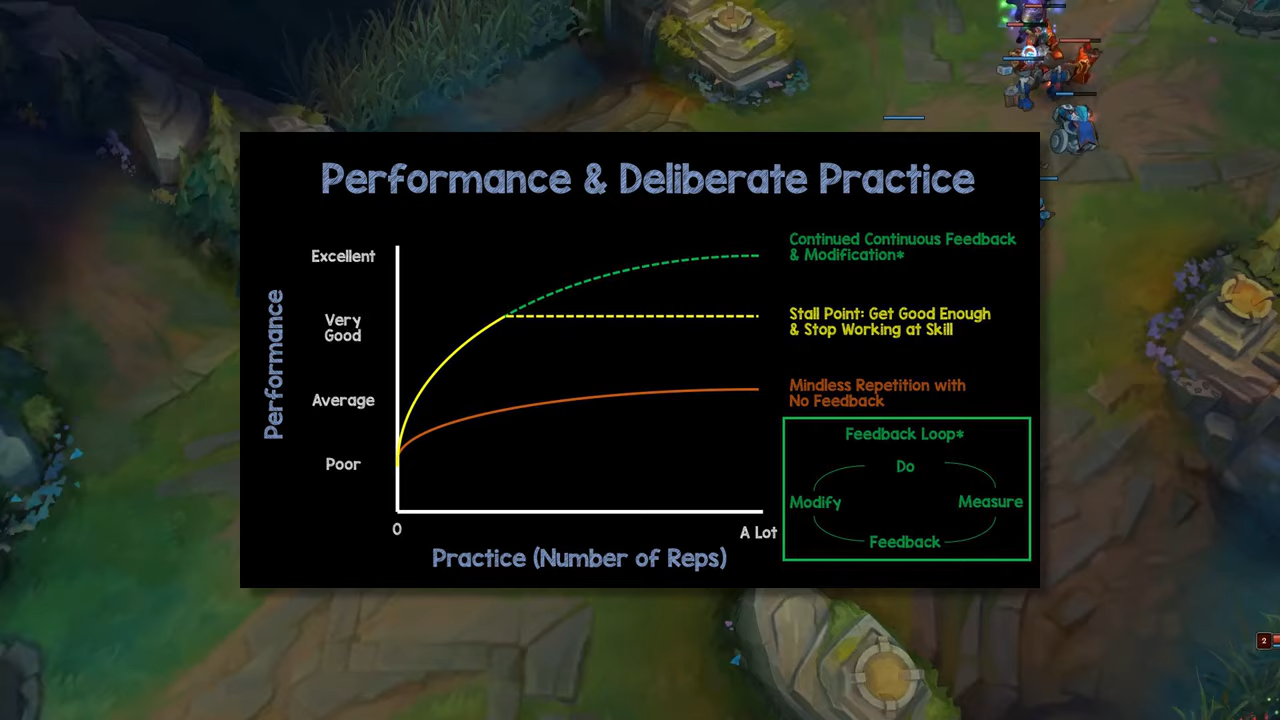 Performance & Deliberate Practice
Performance
Excellent
Very
Good
Average
Poor
0
A Lot
Practice (Number of Reps)
Continued Continuous Feedback
& Modification*
Stall Point: Get Good Enough
& Stop Working at Skill
Mindless Repetition with
No Feedback
Feedback Loop*
Do
Modify
Measure
Feedback
2